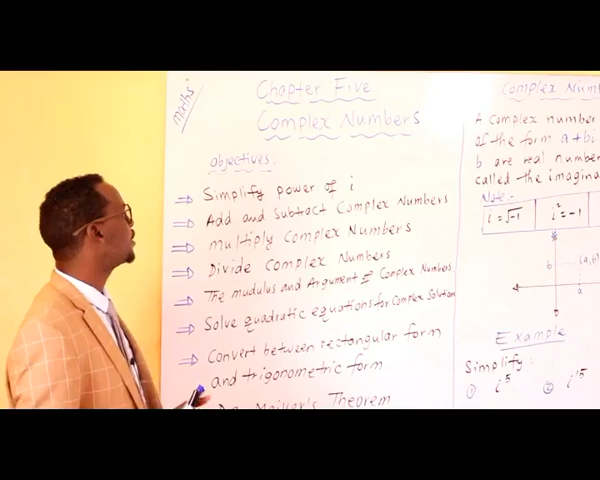 maths
Chapter Five
Complex Numbers
objectives.
⇒ Simplify power of i
⇒ Add and subtract Complex Numbers
⇒ multiply Complex Numbers
⇒ Divide Complex Numbers
⇒ The mudulus and Argument of Complex Numbers
⇒ Solve quadratic equations for Complex Solution
⇒ Convert between rectangular form
and trigonometric form
Theorem
Complex
A complex number
of the form a+bi
b are real number
called the
Note:-
i = √-1
i² = -1
b
(a,b)
a
Example
Simplify:
① i⁵
② i¹⁵